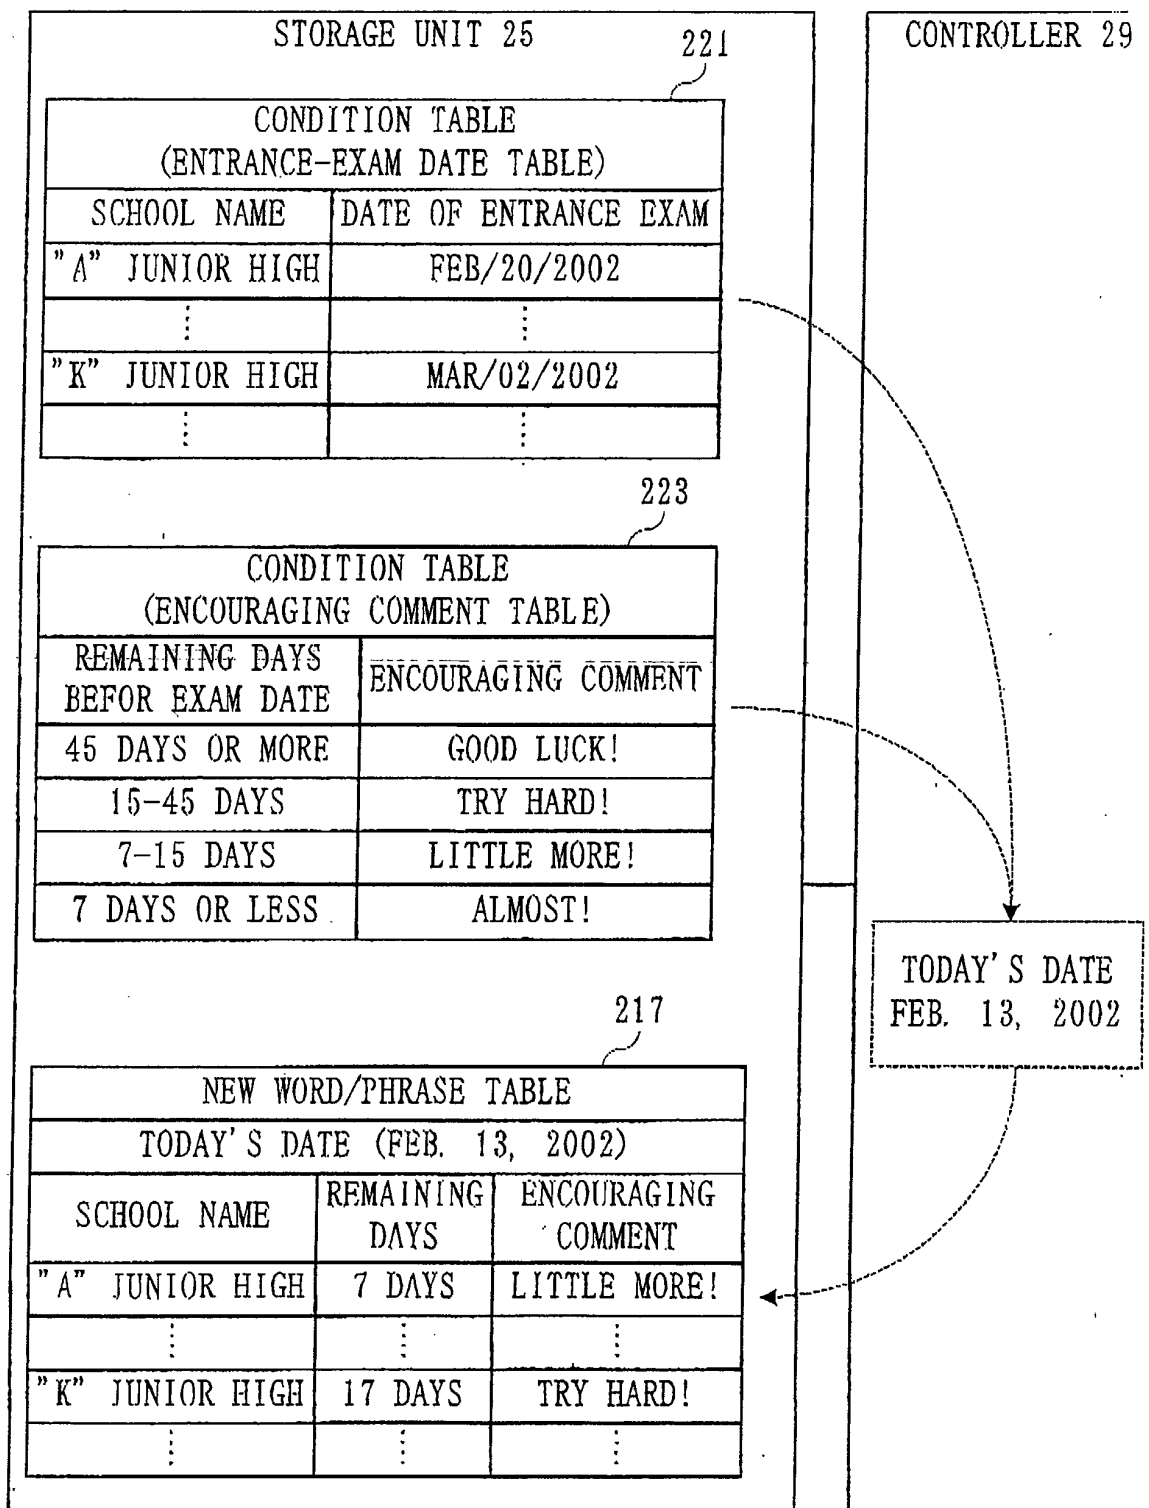 STORAGE UNIT 25
CONTROLLER 29
221
CONDITION TABLE
(ENTRANCE-EXAM DATE TABLE)
SCHOOL NAME DATE OF ENTRANCE EXAM
"A" JUNIOR HIGH FEB/20/2002
"K" JUNIOR HIGH MAR/02/2002
223
CONDITION TABLE
(ENCOURAGING COMMENT TABLE)
REMAINING DAYS
BEFOR EXAM DATE
ENCOURAGING COMMENT
45 DAYS OR MORE GOOD LUCK!
15-45 DAYS TRY HARD!
7-15 DAYS LITTLE MORE!
7 DAYS OR LESS ALMOST!
TODAY'S DATE
FEB. 13, 2002
217
NEW WORD/PHRASE TABLE
TODAY'S DATE (FEB. 13, 2002)
SCHOOL NAME
REMAINING
DAYS
ENCOURAGING
COMMENT
"A" JUNIOR HIGH 7 DAYS LITTLE MORE!
"K" JUNIOR HIGH 17 DAYS TRY HARD!